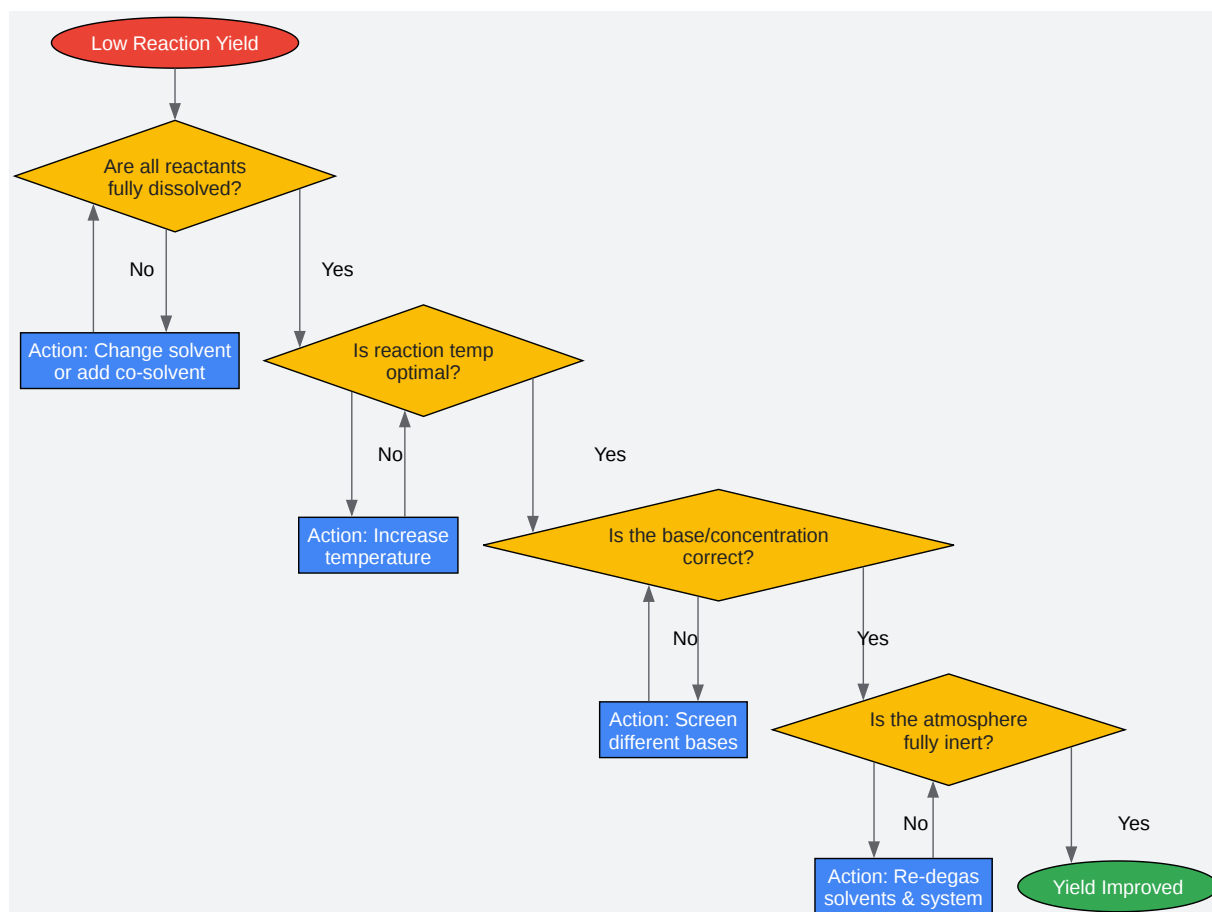 Low Reaction Yield
Are all reactants
fully dissolved?
No
Yes
Action: Change solvent
or add co-solvent
Is reaction temp
optimal?
No
Yes
Action: Increase
temperature
Is the base/concentration
correct?
No
Yes
Action: Screen
different bases
Is the atmosphere
fully inert?
No
Yes
Action: Re-degas
solvents & system
Yield Improved